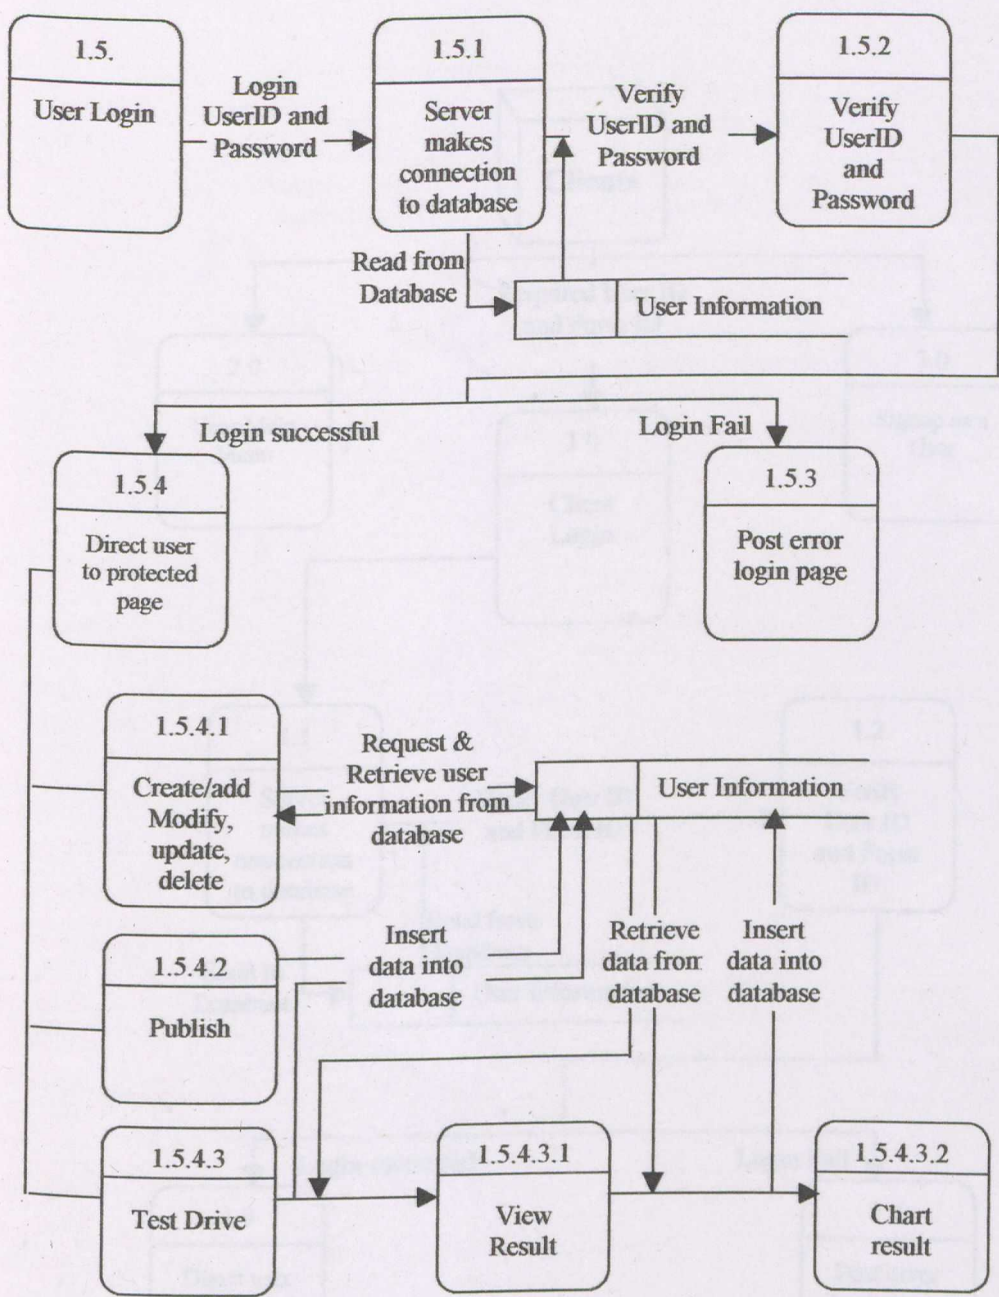 1.5.
User Login
Login
UserID and
Password
1.5.1
Server
makes
connection
to database
Verify
UserID and
Password
1.5.2
Verify
UserID
and
Password
Read from
Database
User Information
Login successful
Login Fail
1.5.4
Direct user
to protected
page
1.5.3
Post error
login page
1.5.4.1
Create/add
Modify,
update,
delete
Request &
Retrieve user
information from
database
User Information
1.5.4.2
Publish
Insert
data into
database
Retrieve
data from
database
Insert
data into
database
1.5.4.3
Test Drive
1.5.4.3.1
View
Result
1.5.4.3.2
Chart
result